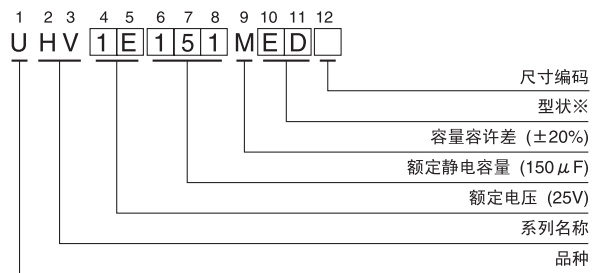 1 2 3 4 5 6 7 8 9 10 11 12
U H V 1 E 1 5 1 M E D
尺寸编码
型状※
容量容许差 (±20%)
额定静电容量 (150μF)
额定电压 (25V)
系列名称
品种